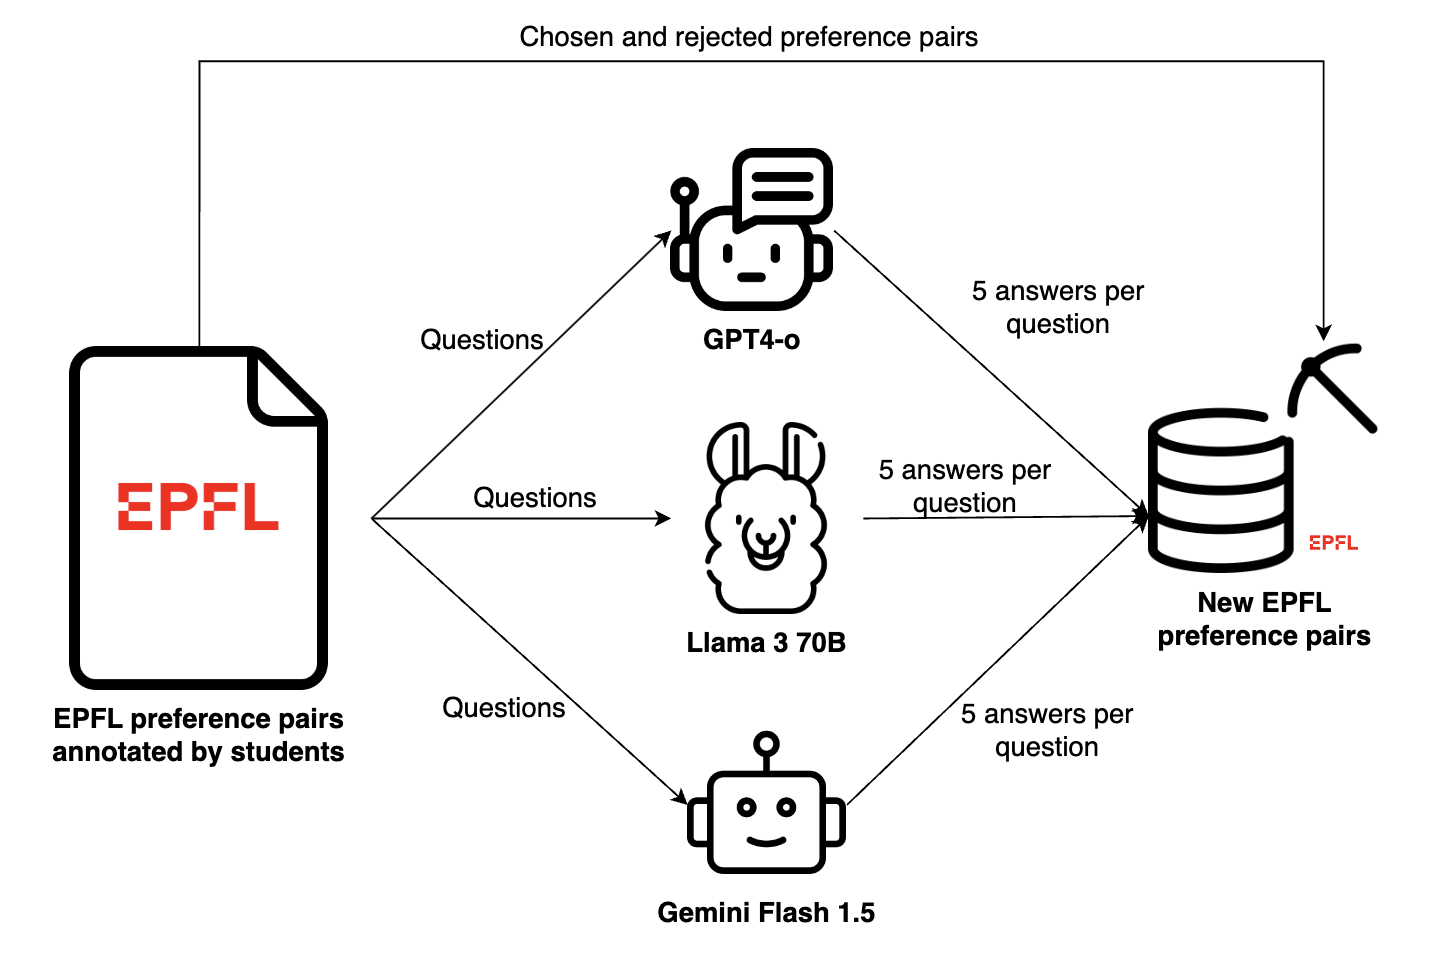 Chosen and rejected preference pairs
Questions
GPT4-o
5 answers per
question
EPFL
EPFL preference pairs
annotated by students
Questions
Llama 3 70B
5 answers per
question
EPFL
New EPFL
preference pairs
Questions
Gemini Flash 1.5
5 answers per
question